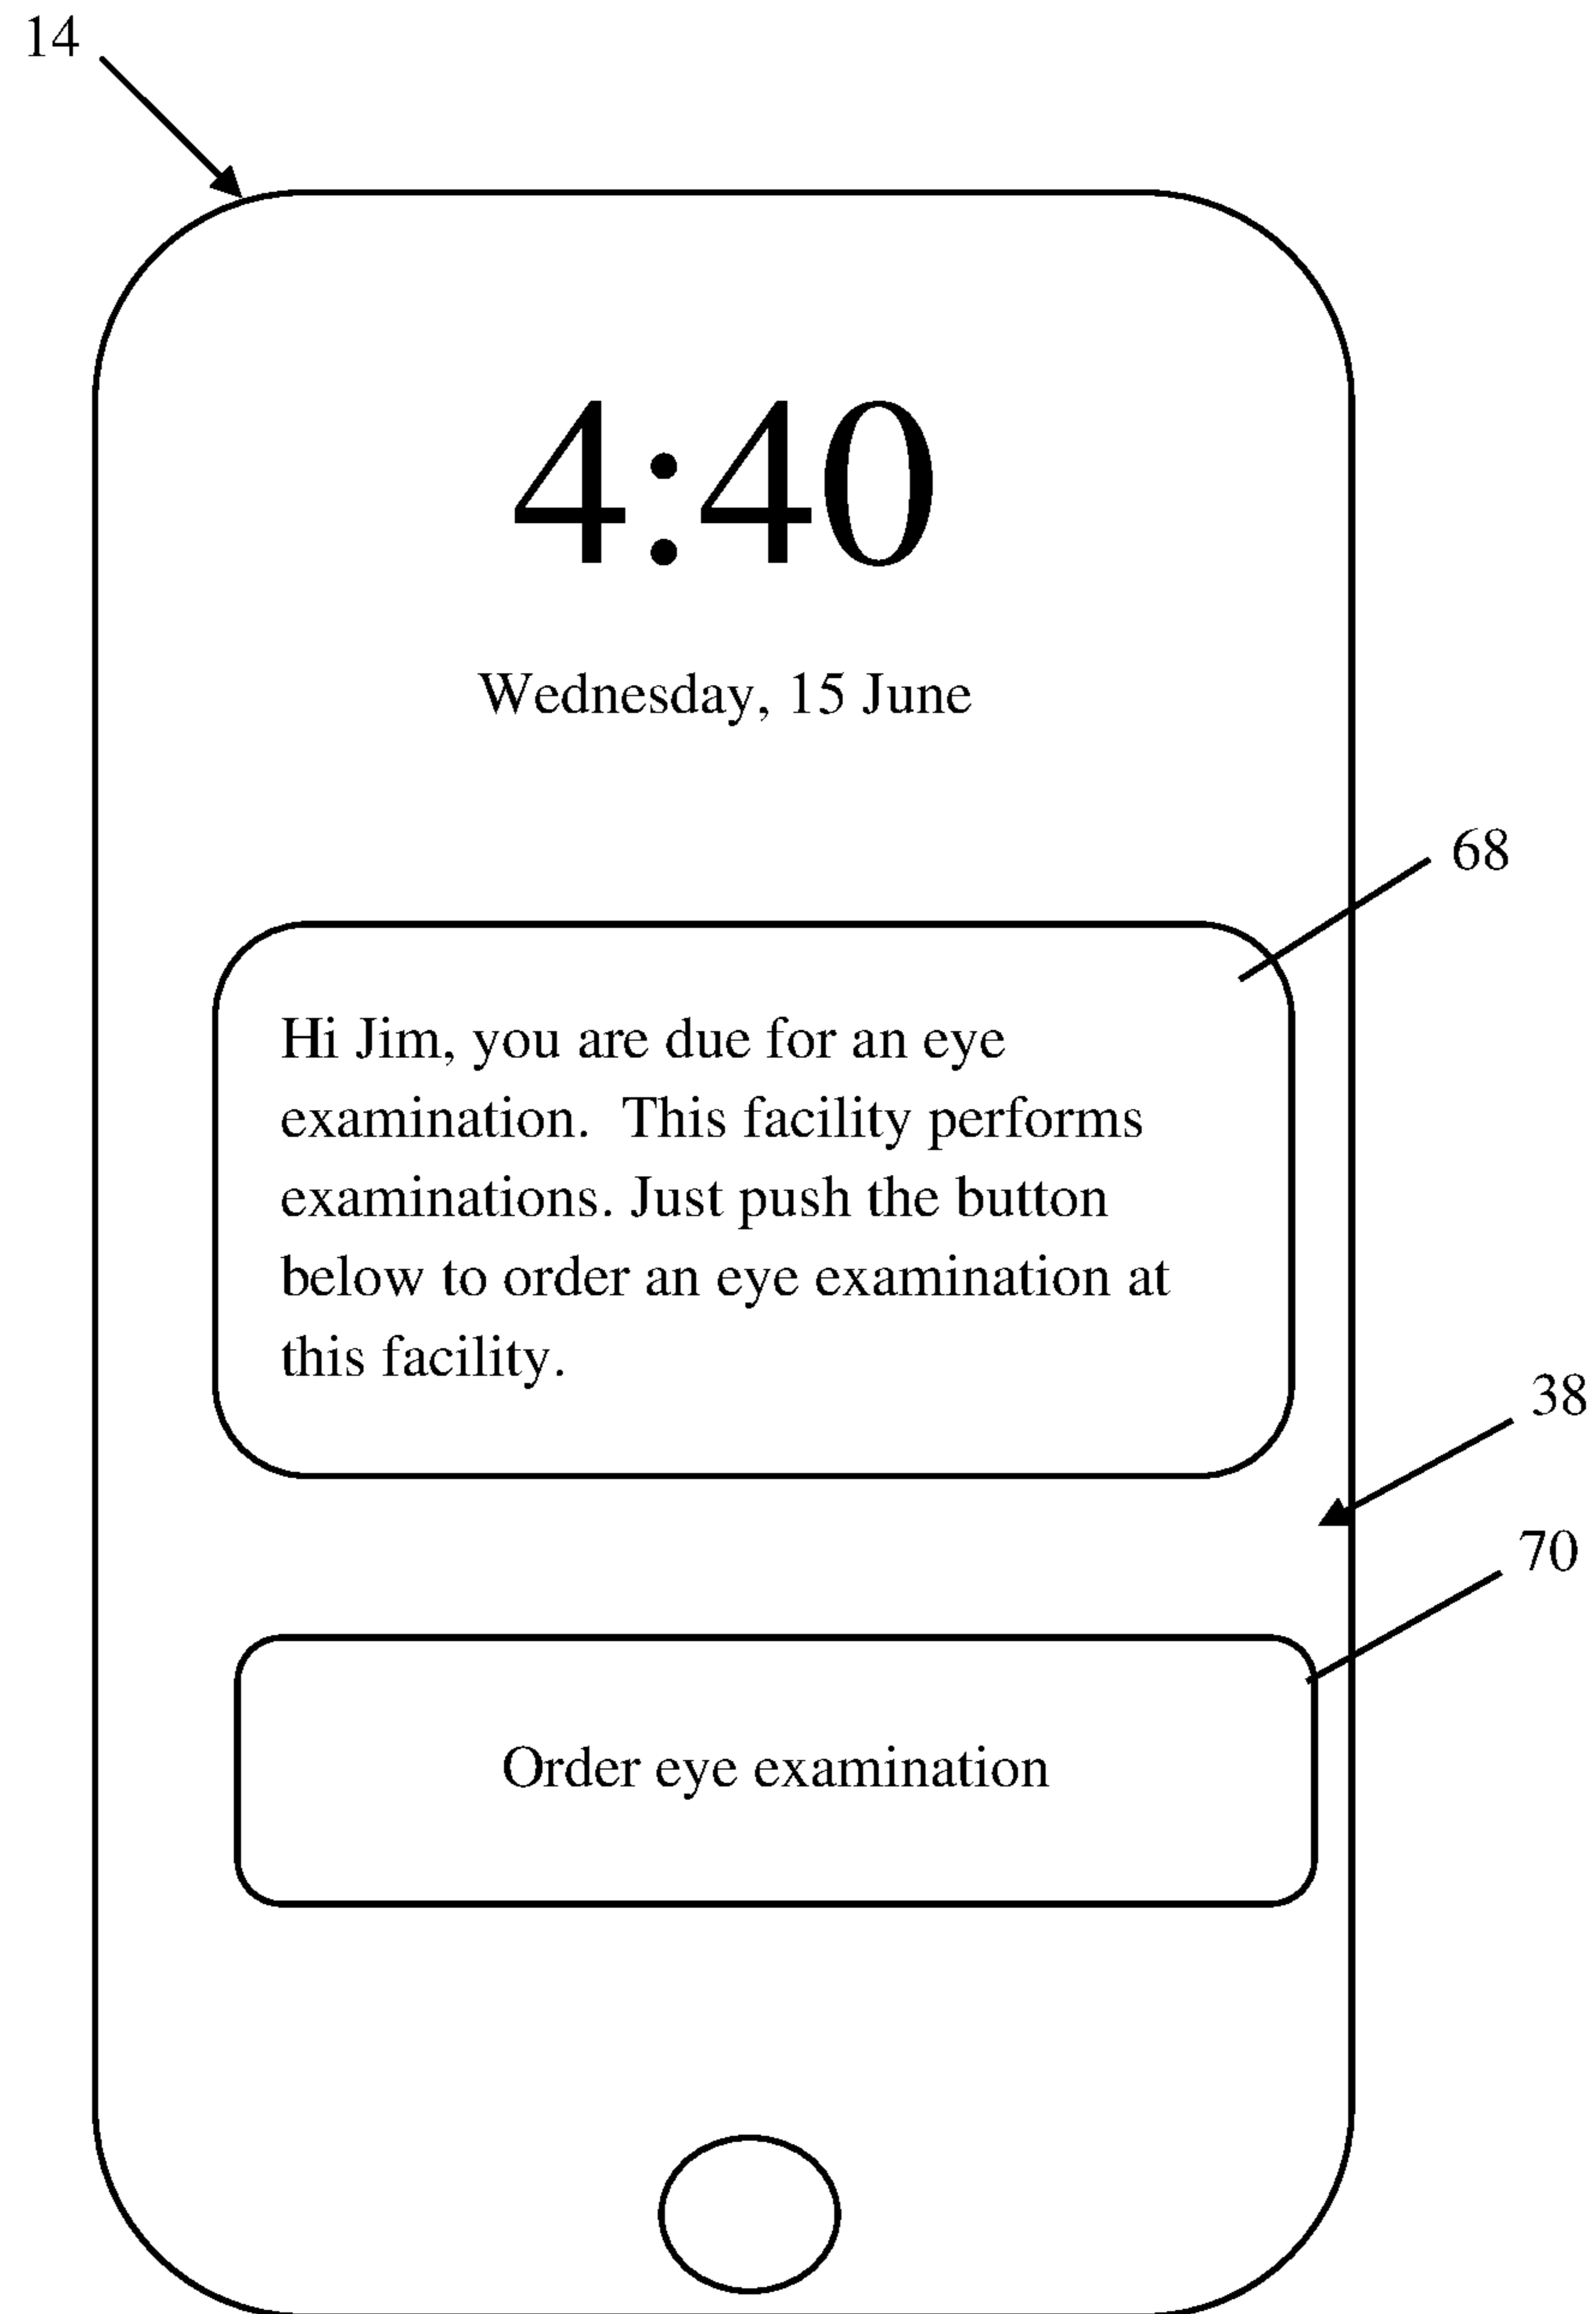 14
4:40
Wednesday, 15 June
68
Hi Jim, you are due for an eye
examination.  This facility performs
examinations. Just push the button
below to order an eye examination at
this facility.
38
70
Order eye examination